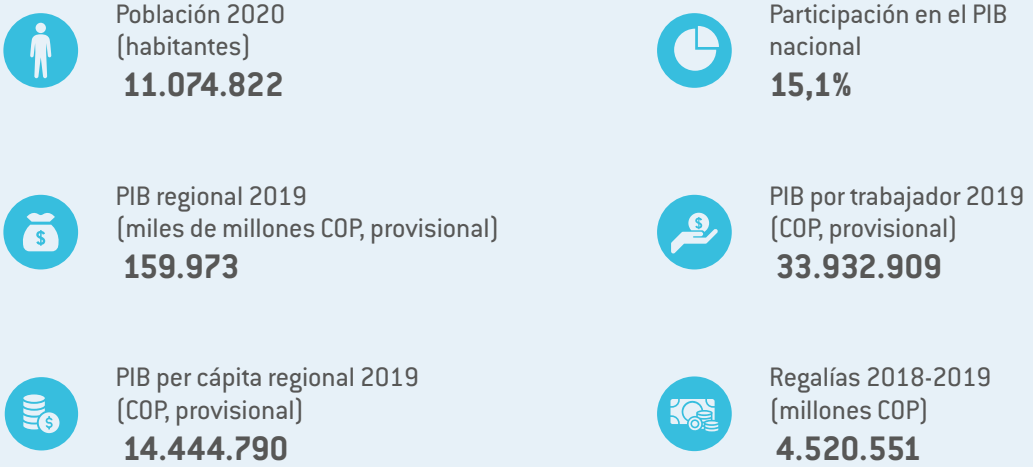 Población 2020
(habitantes)
11.074.822
Participación en el PIB
nacional
15,1%
PIB regional 2019
(miles de millones COP, provisional)
159.973
PIB por trabajador 2019
(COP, provisional)
33.932.909
PIB per cápita regional 2019
(COP, provisional)
14.444.790
Regalías 2018-2019
(millones COP)
4.520.551